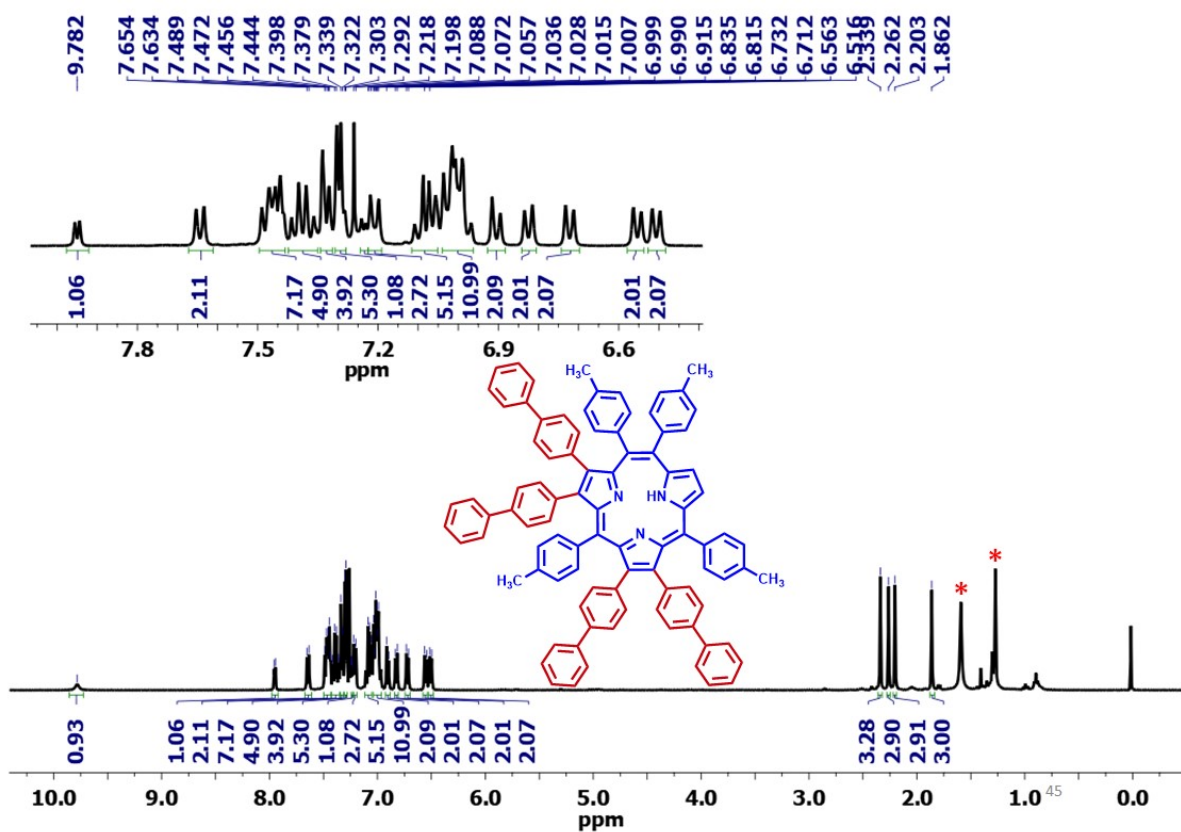 9.782 7.654 7.634 7.489 7.472 7.456 7.444 7.398 7.379 7.339 7.322 7.303 7.292 7.218 7.198 7.088 7.072 7.057 7.036 7.028 7.015 7.007 6.999 6.990 6.915 6.835 6.815 6.732 6.712 6.563 2.339 2.262 2.203 1.862
1.06 2.11 7.17 4.90 3.92 5.30 1.08 2.72 5.15 10.99 2.09 2.01 2.07 2.01 2.07
7.8 7.5 7.2 6.9 6.6
ppm
H₃C CH₃
N HN
N
H₃C CH₃
* *
0.93 1.06 2.11 7.17 4.90 3.92 5.30 1.08 2.72 5.15 10.99 2.09 2.01 2.07 2.01 2.07 3.28 2.90 2.91 3.00
10.0 9.0 8.0 7.0 6.0 5.0 4.0 3.0 2.0 1.0 45 0.0
ppm